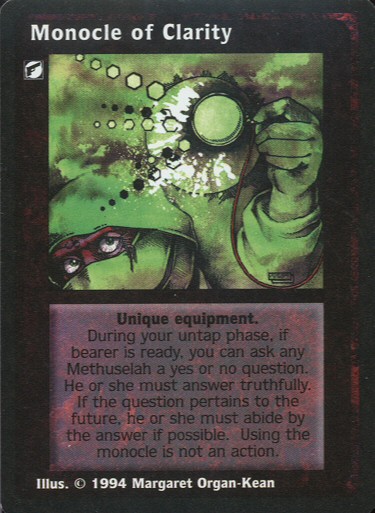 Monocle of Clarity
Unique equipment.
During your untap phase, if
bearer is ready, you can ask any
Methuselah a yes or no question.
He or she must answer truthfully.
If the question pertains to the
future, he or she must abide by
the answer if possible. Using the
monocle is not an action.
Illus. © 1994 Margaret Organ-Kean